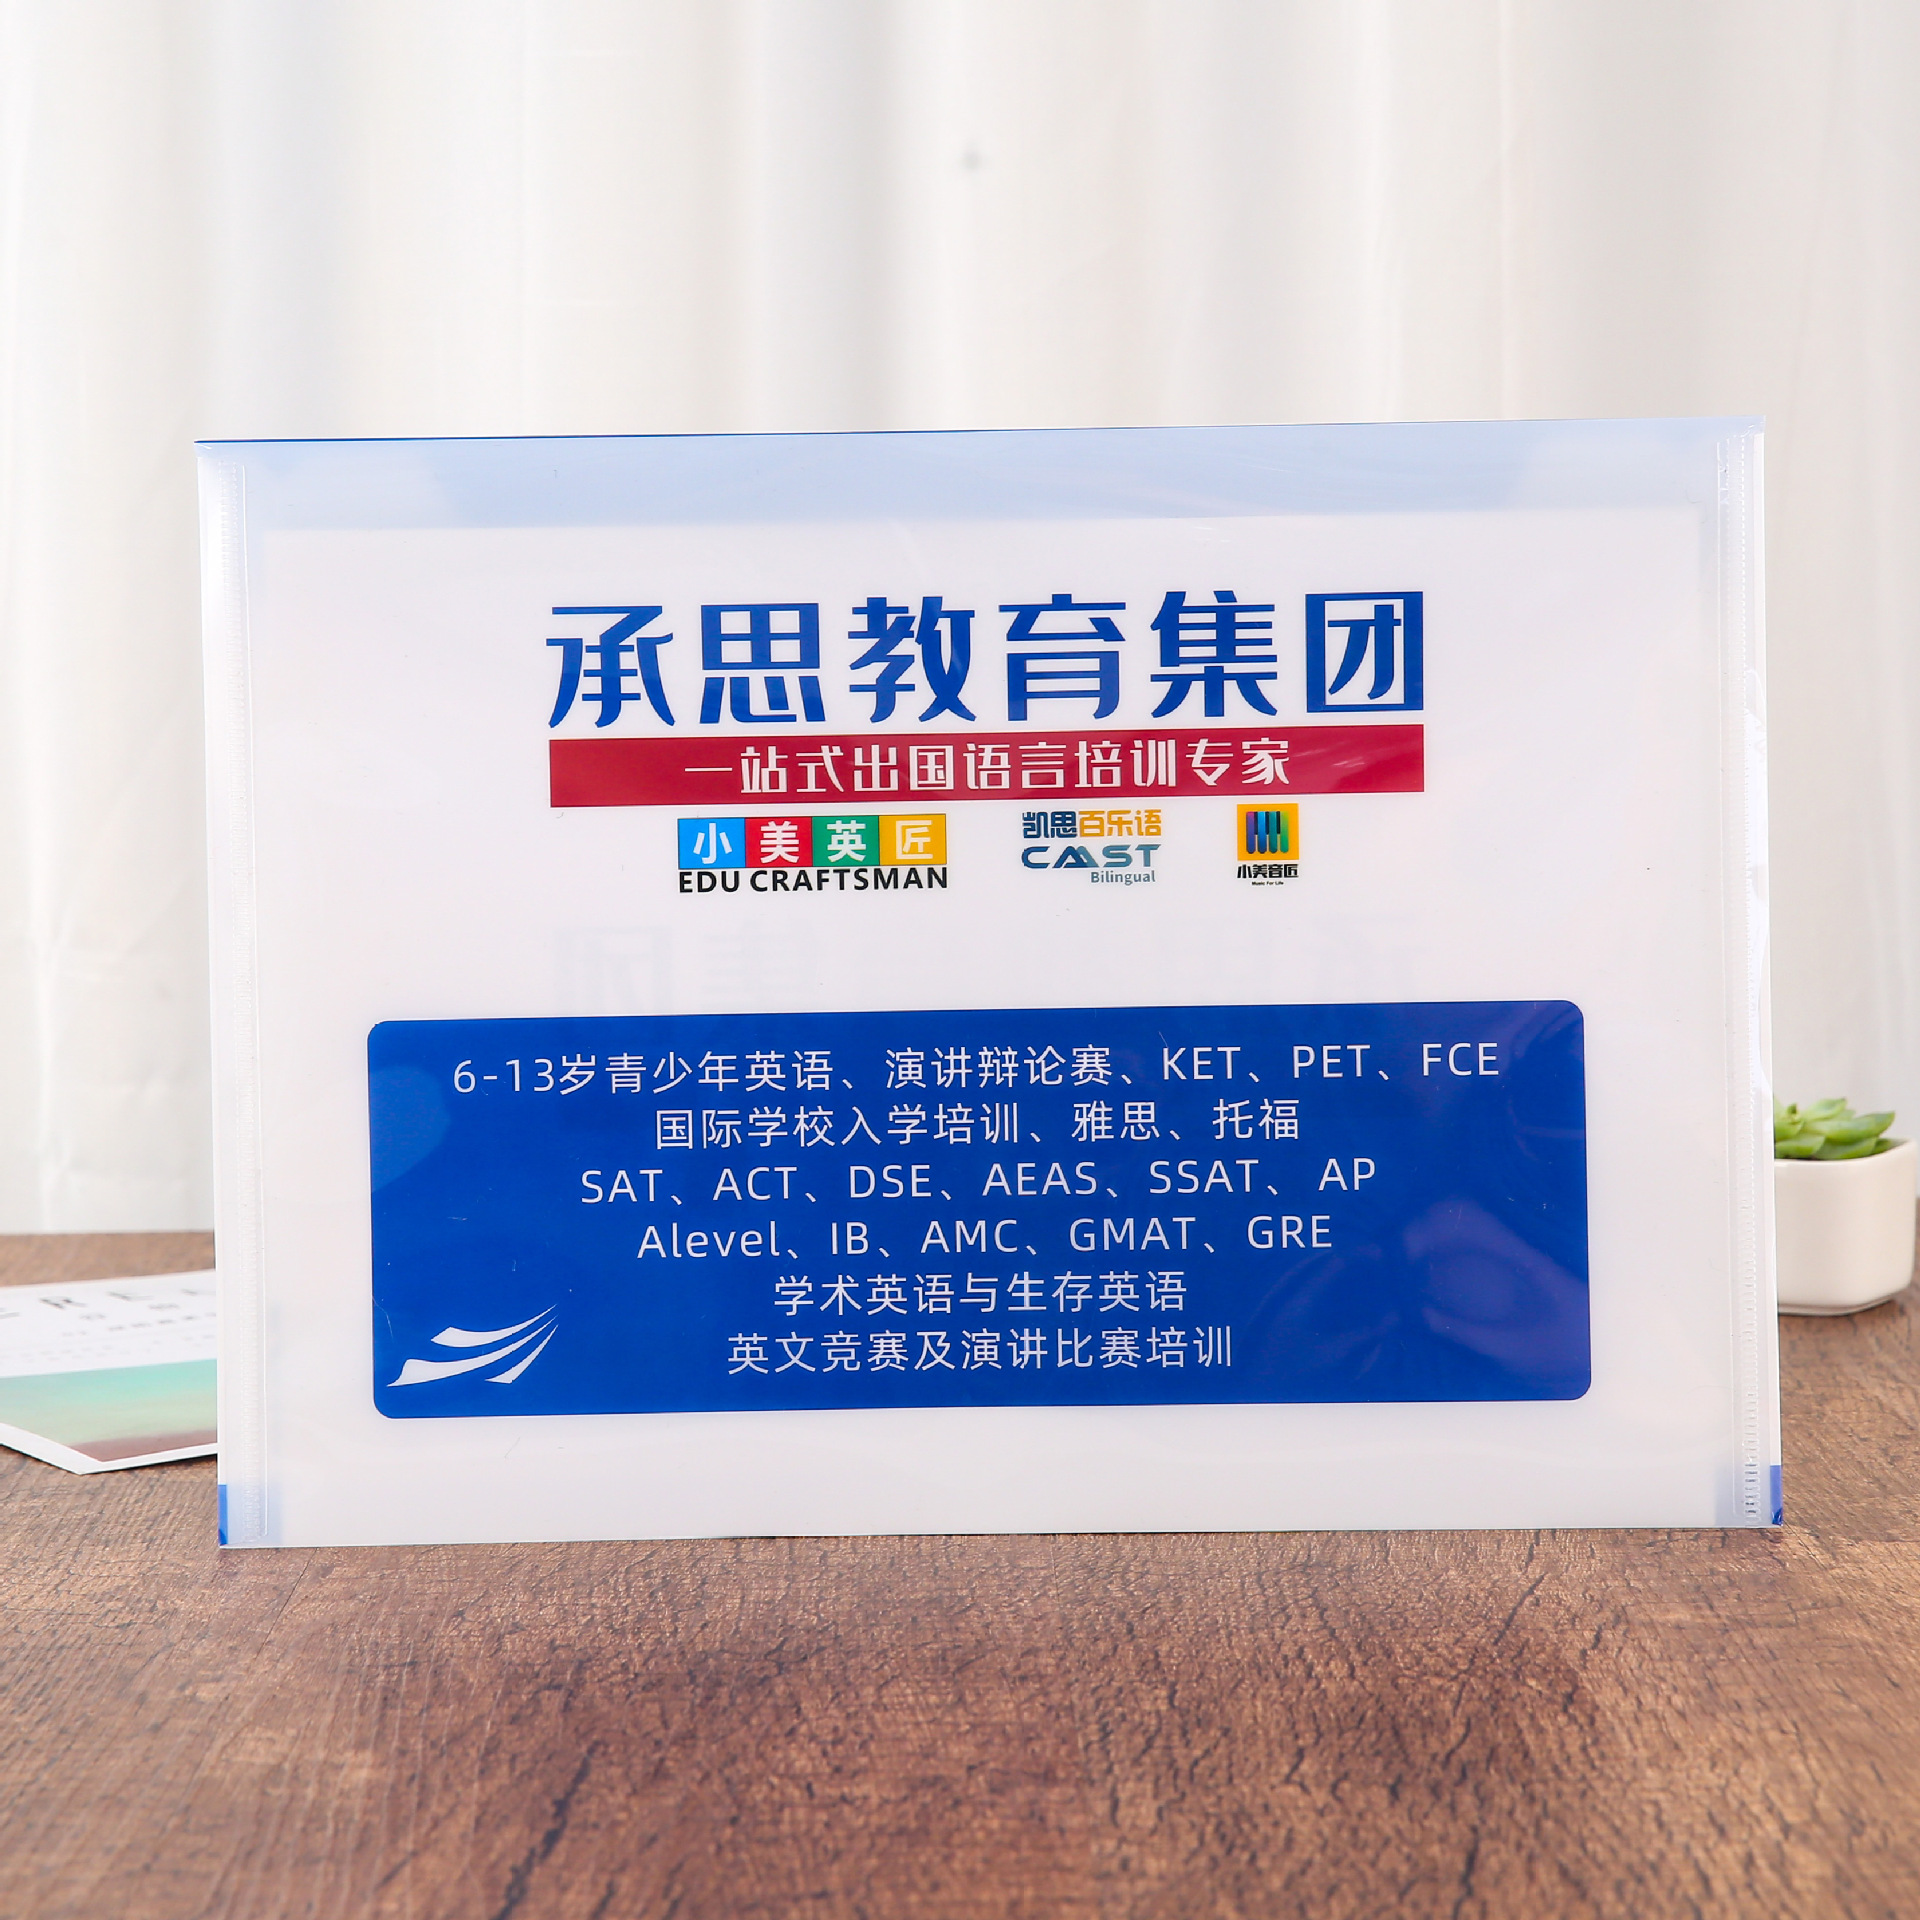 承思教育集团
一站式出国语言培训专家
小美英匠
EDU CRAFTSMAN
凯思百乐语
CAAST
Bilingual
小美音匠
Music For Life
6-13岁青少年英语、演讲辩论赛、KET、PET、FCE
国际学校入学培训、雅思、托福
SAT、ACT、DSE、AEAS、SSAT、AP
Alevel、IB、AMC、GMAT、GRE
学术英语与生存英语
英文竞赛及演讲比赛培训